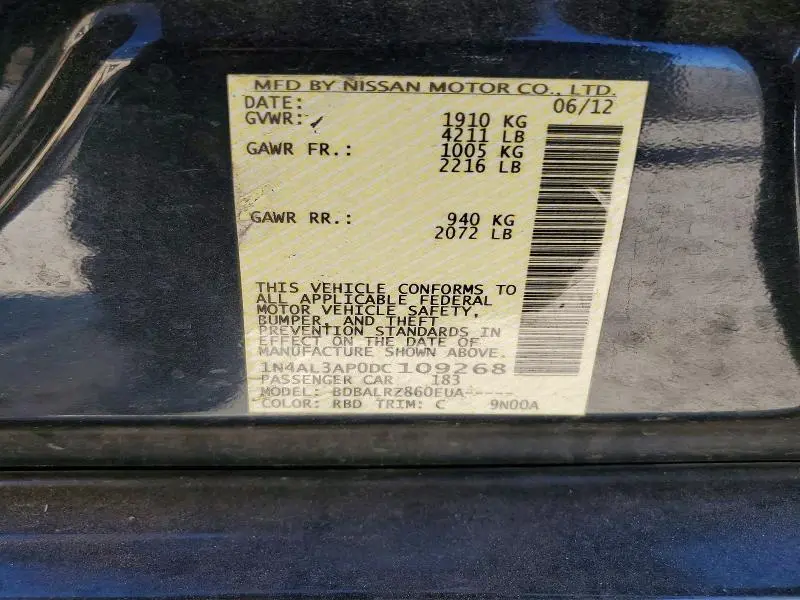 MFD BY NISSAN MOTOR CO., LTD.
DATE: 06/12
GVWR: 1910 KG
4211 LB
GAWR FR.: 1005 KG
2216 LB
GAWR RR.: 940 KG
2072 LB
THIS VEHICLE CONFORMS TO
ALL APPLICABLE FEDERAL
MOTOR VEHICLE SAFETY,
BUMPER, AND THEFT
PREVENTION STANDARDS IN
EFFECT ON THE DATE OF
MANUFACTURE SHOWN ABOVE.
1N4AL3AP0DC109268
PASSENGER CAR 183
MODEL: BDBALRZ860EUA-----
COLOR: RBD TRIM: C 9N00A